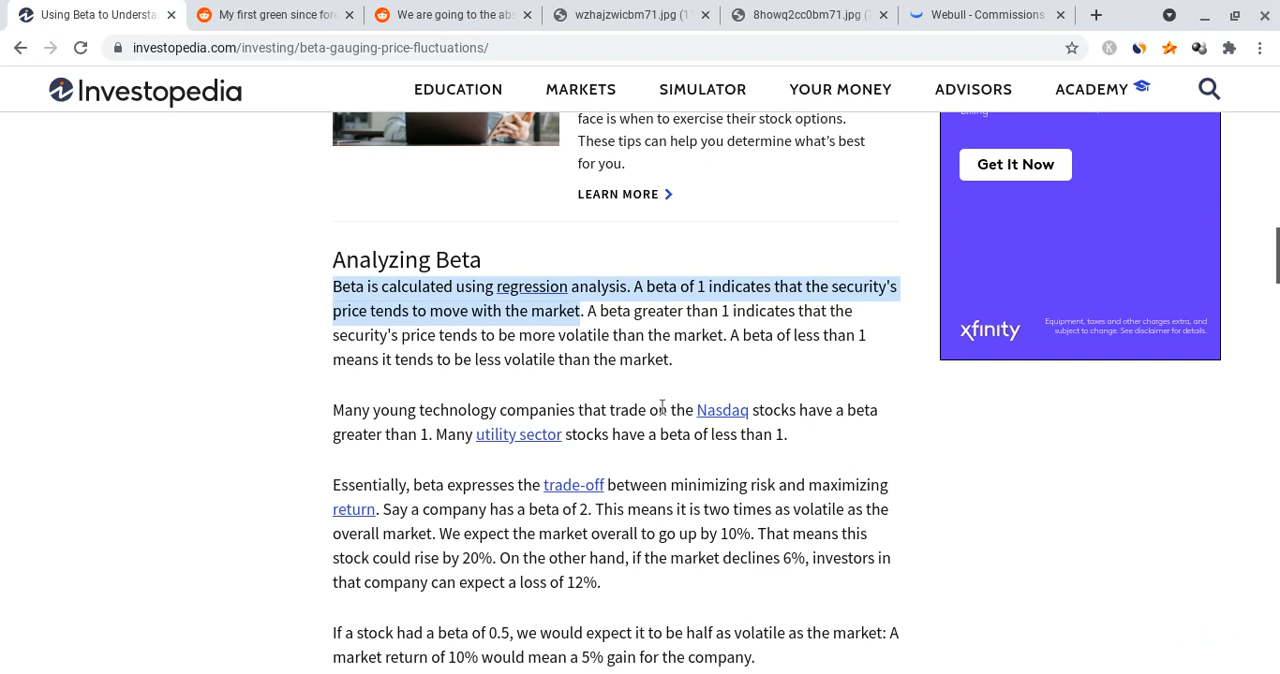 Using Beta to Understa
My first green since for
We are going to the abs
wzhajzwicbm71.jpg (1
8howq2cc0bm71.jpg (
Webull - Commissions
investopedia.com/investing/beta-gauging-price-fluctuations/
Investopedia
EDUCATION
MARKETS
SIMULATOR
YOUR MONEY
ADVISORS
ACADEMY
face is when to exercise their stock options.
These tips can help you determine what's best
for you.
LEARN MORE
Get It Now
xfinity
Equipment, taxes and other charges extra, and
subject to change. See disclaimer for details.
Analyzing Beta
Beta is calculated using regression analysis. A beta of 1 indicates that the security's
price tends to move with the market. A beta greater than 1 indicates that the
security's price tends to be more volatile than the market. A beta of less than 1
means it tends to be less volatile than the market.
Many young technology companies that trade on the Nasdaq stocks have a beta
greater than 1. Many utility sector stocks have a beta of less than 1.
Essentially, beta expresses the trade-off between minimizing risk and maximizing
return. Say a company has a beta of 2. This means it is two times as volatile as the
overall market. We expect the market overall to go up by 10%. That means this
stock could rise by 20%. On the other hand, if the market declines 6%, investors in
that company can expect a loss of 12%.
If a stock had a beta of 0.5, we would expect it to be half as volatile as the market: A
market return of 10% would mean a 5% gain for the company.